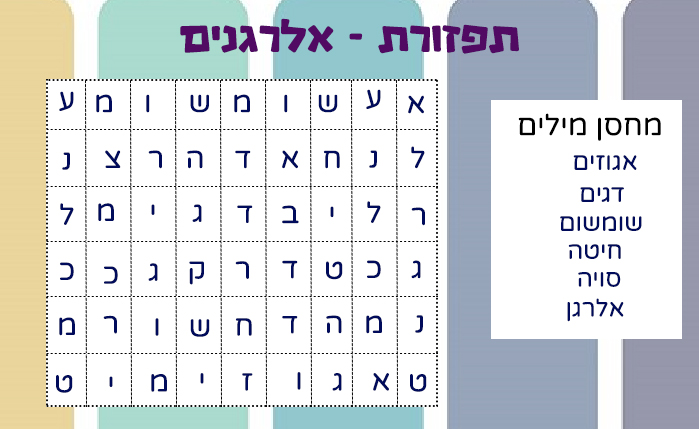 תפזורת - אלרגנים
א ע ש ו מ ש ו מ ע
ל נ ח א ד ה ר צ נ
ר ל י ב ד ג י מ ל
ג כ ט ד ר ק ג כ כ
נ מ ה ד ח ש ו ר מ
ט א ג ו ז י מ י ט
מחסן מילים
אגוזים
דגים
שומשום
חיטה
סויה
אלרגן